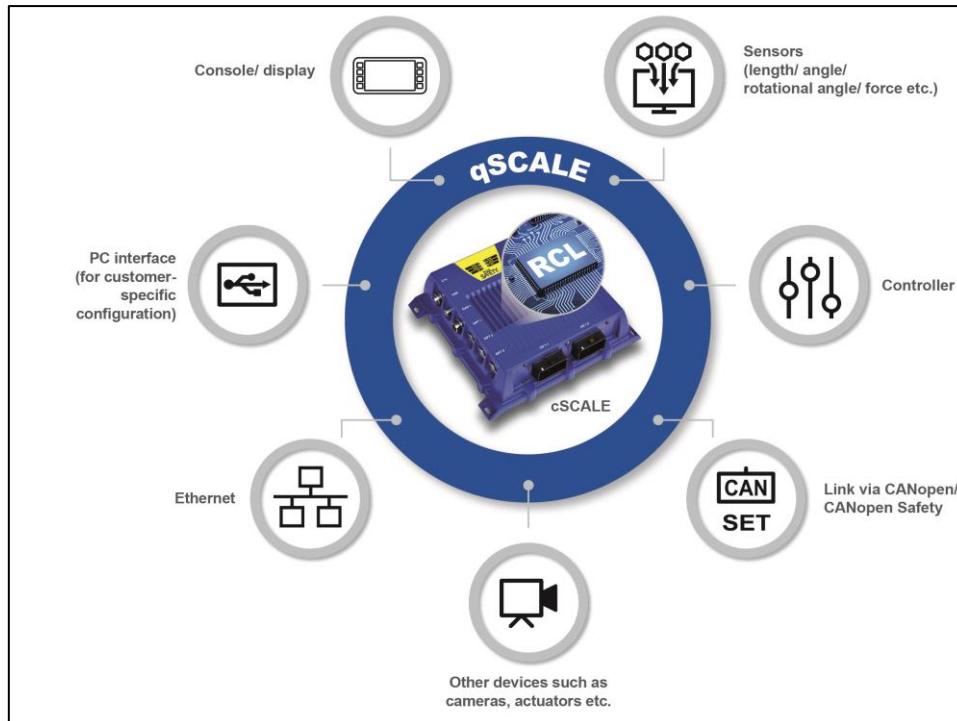 Console/ display
Sensors
(length/ angle/
rotational angle/ force etc.)
qSCALE
RCL
SAFETY
cSCALE
PC interface
(for customer-
specific
configuration)
Controller
Ethernet
CAN
SET
Link via CANopen/
CANopen Safety
Other devices such as
cameras, actuators etc.